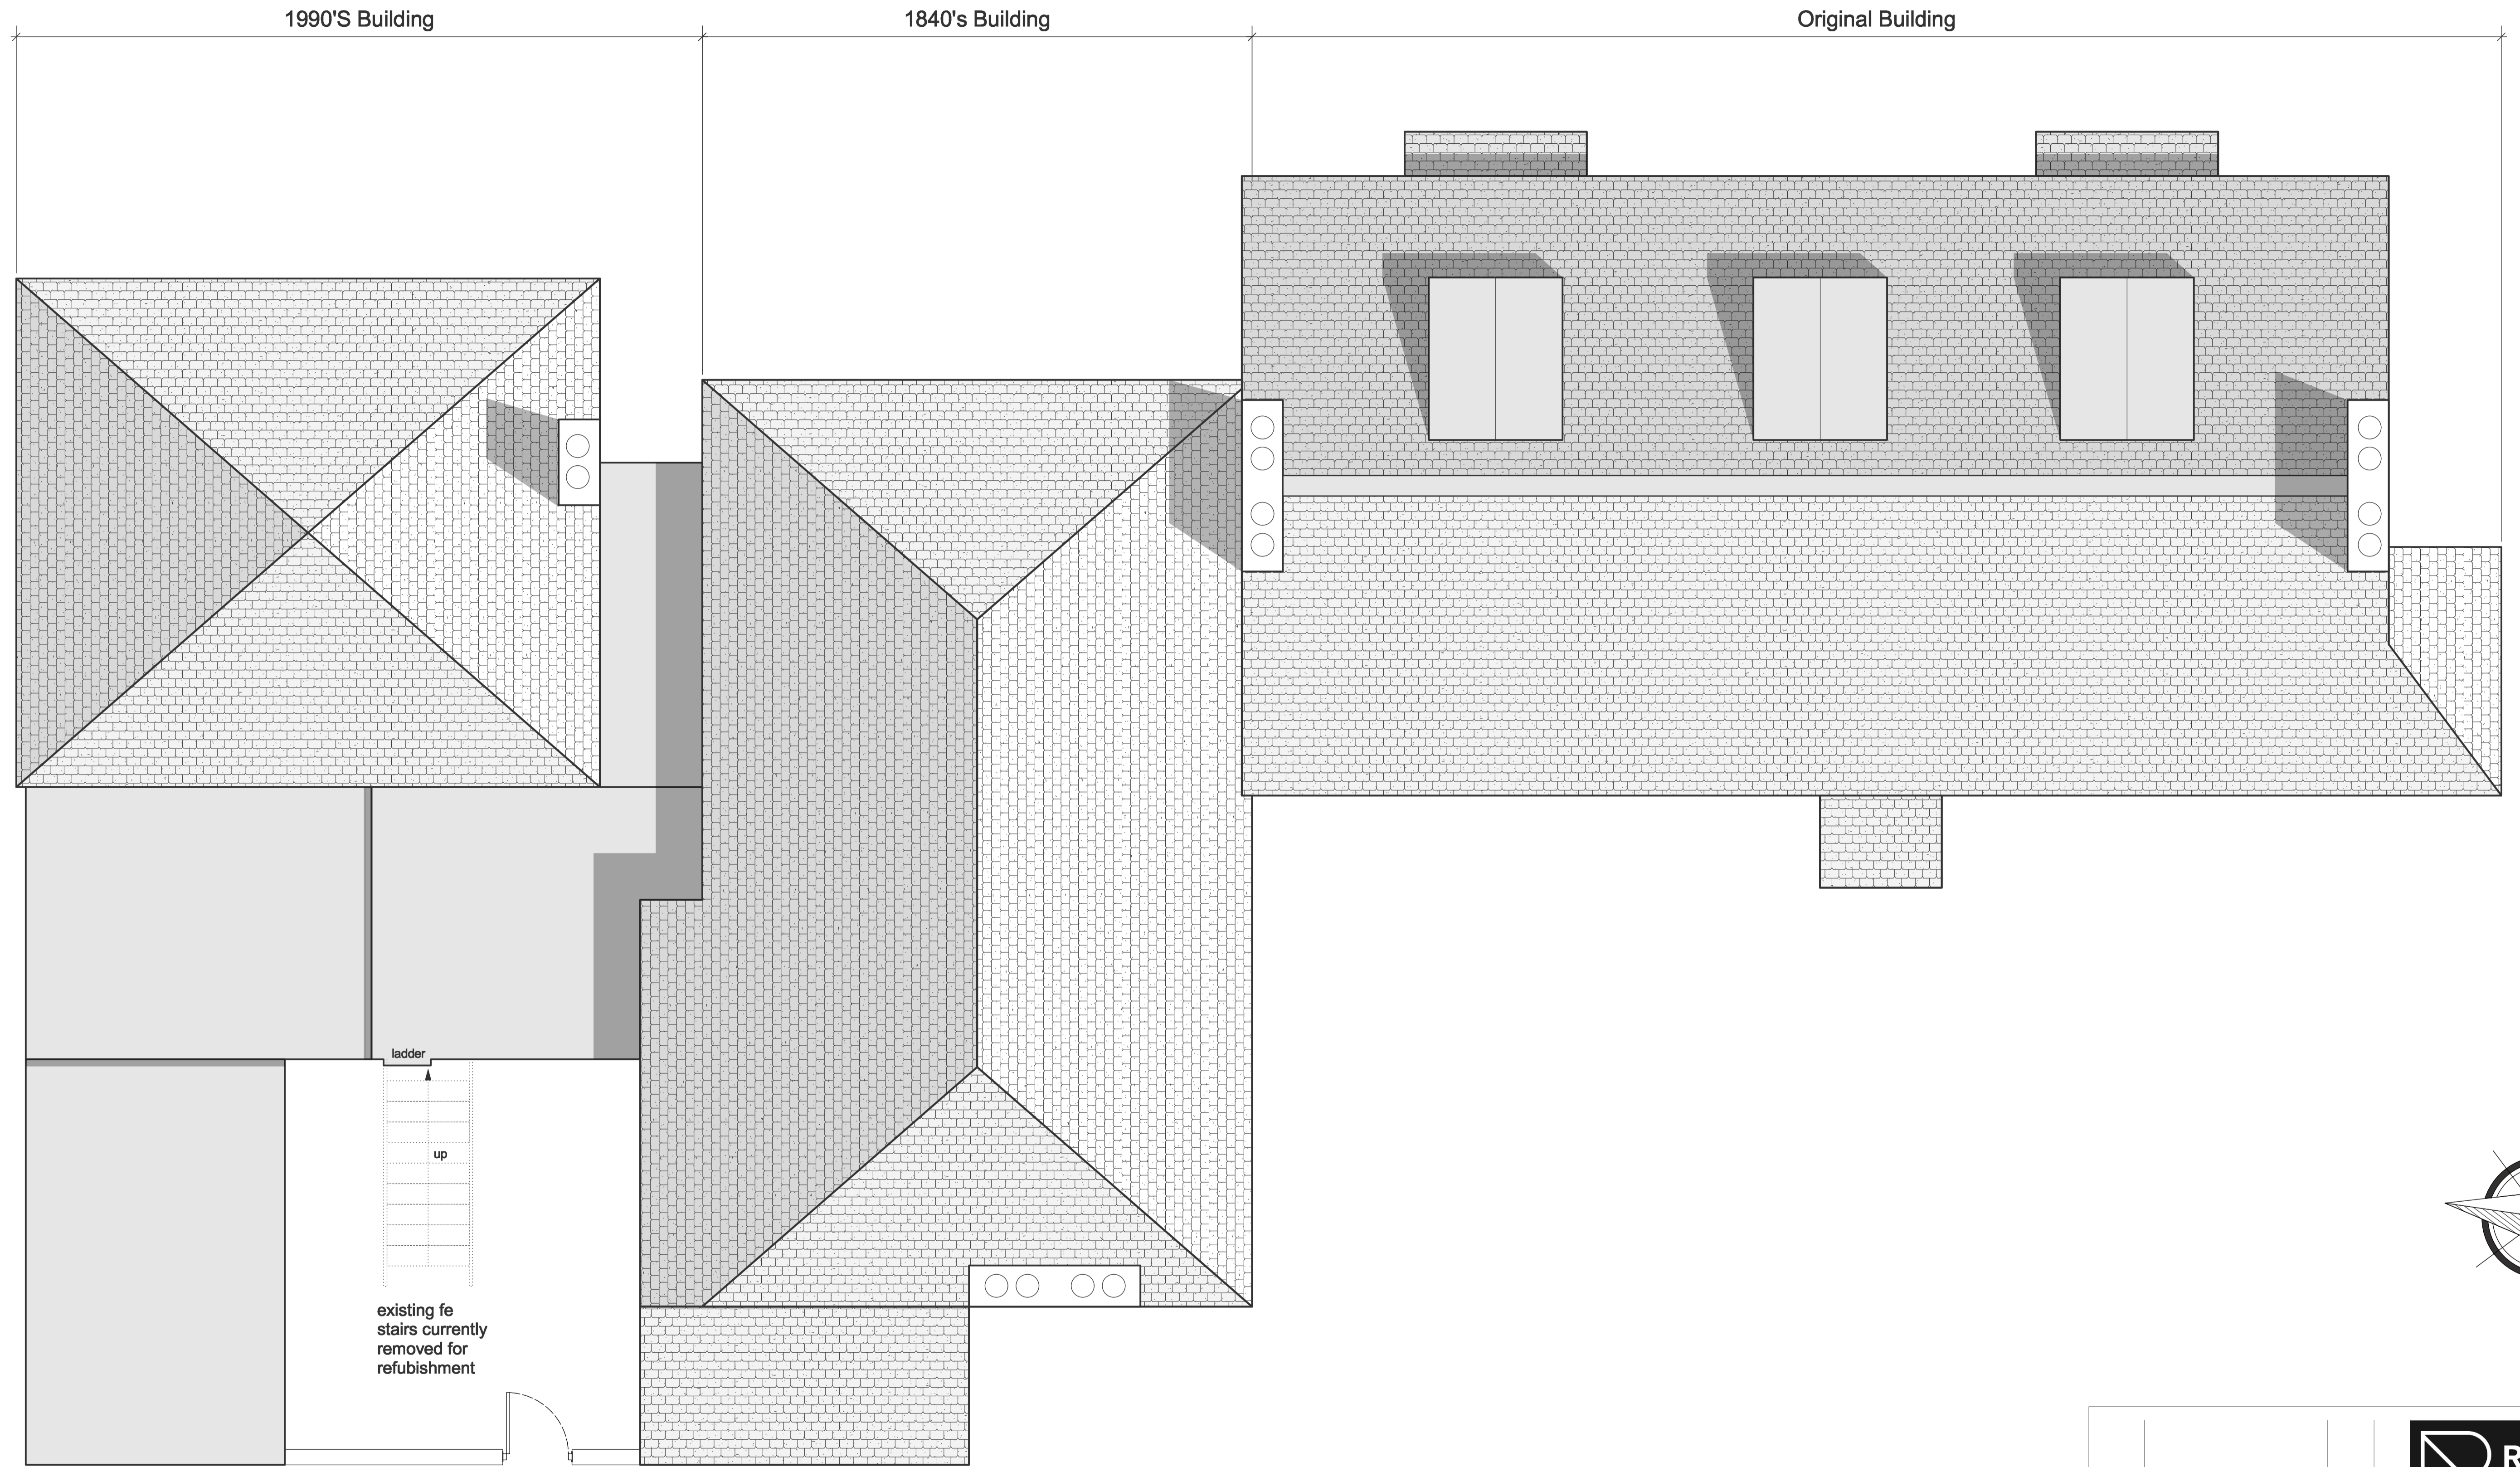 1990'S Building
1840's Building
Original Building
ladder
up
existing fe
stairs currently
removed for
refubishment
R